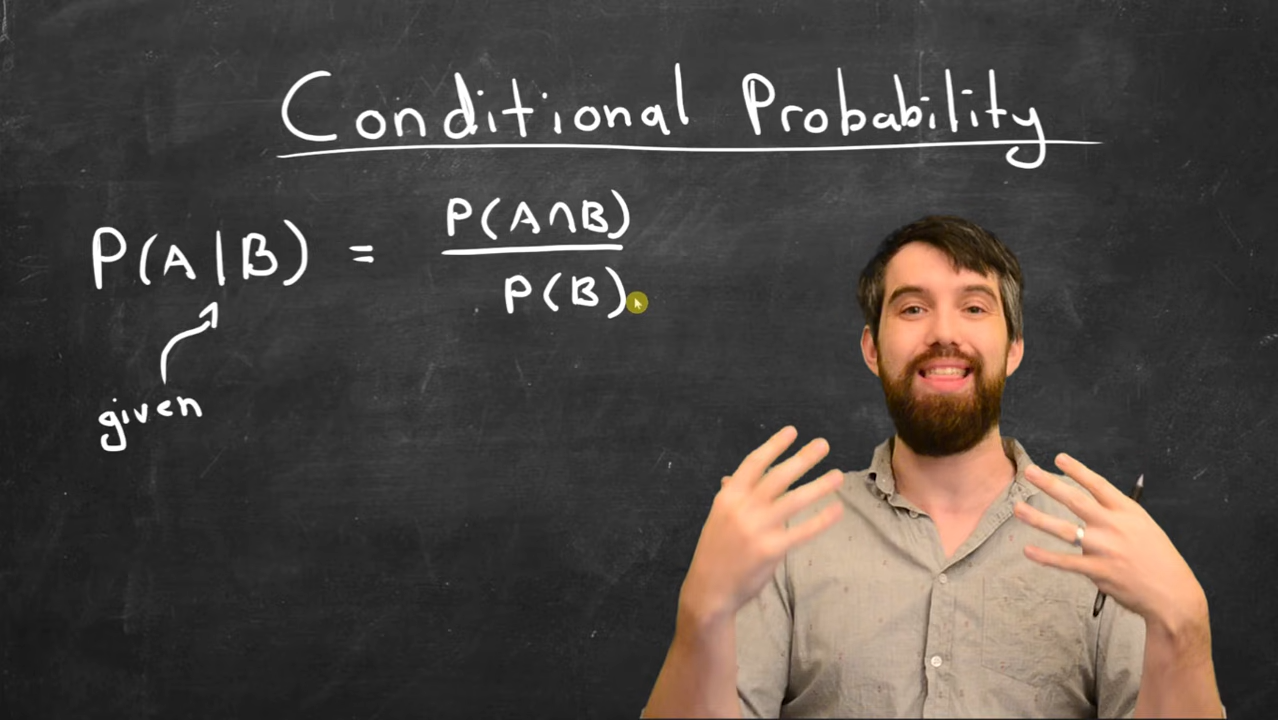 Conditional Probability
P(A|B) = P(A∩B)
P(B)
given